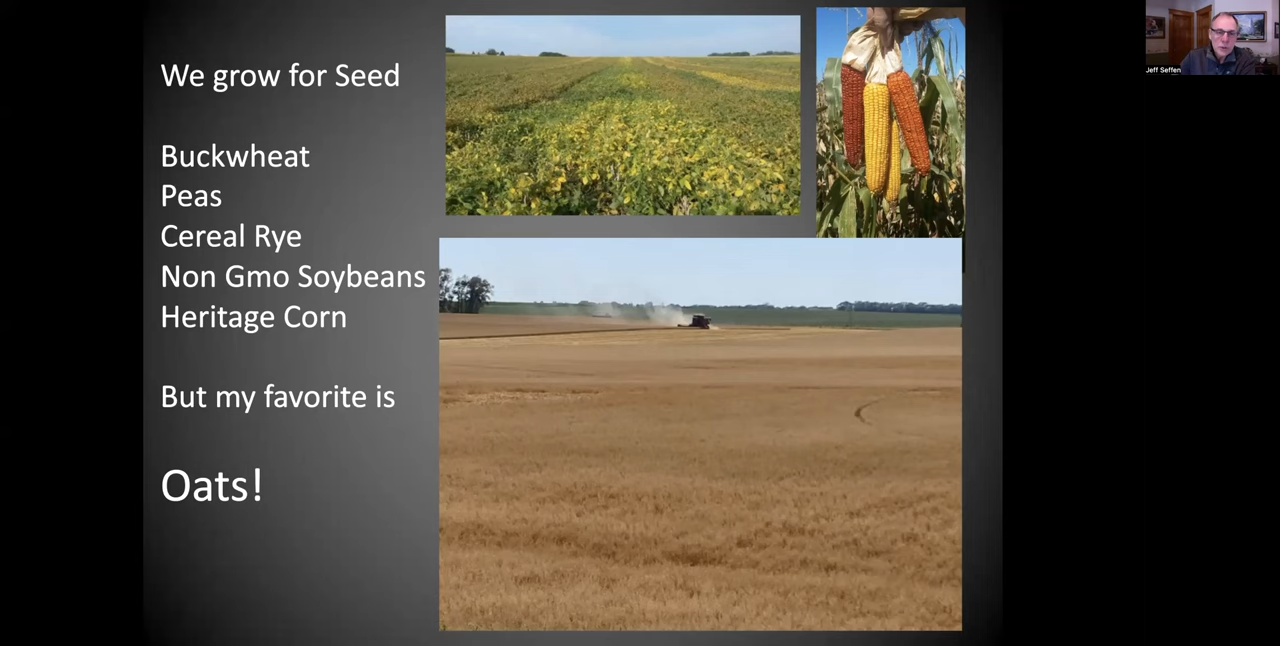 We grow for Seed
Buckwheat
Peas
Cereal Rye
Non Gmo Soybeans
Heritage Corn
But my favorite is
Oats!
Jeff Seffen